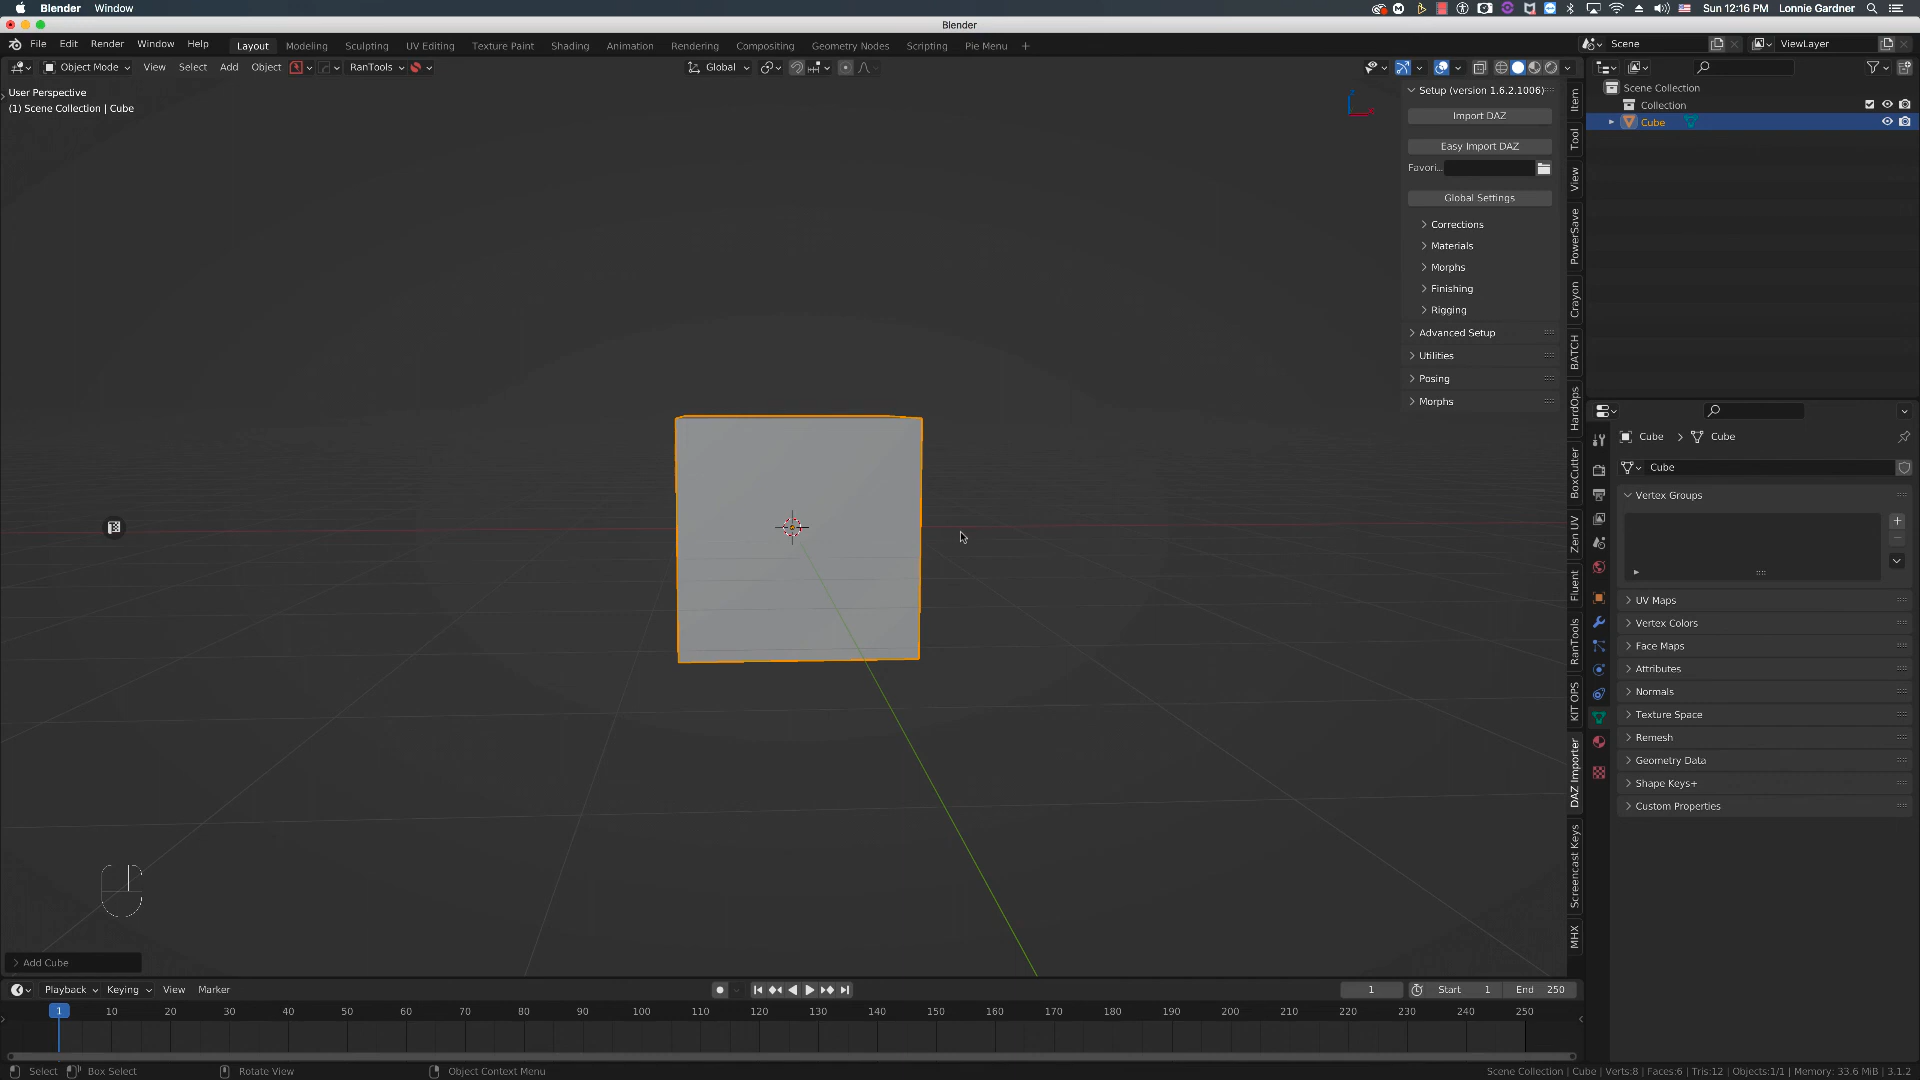 Blender Window Sun 12:16 PM Lonnie Gardner
Blender
File Edit Render Window Help Layout Modeling Sculpting UV Editing Texture Paint Shading Animation Rendering Compositing Geometry Nodes Scripting Pie Menu + Scene ViewLayer
Object Mode View Select Add Object RanTools Global
User Perspective
(1) Scene Collection | Cube
Setup (version 1.6.2.1006)
Import DAZ
Easy Import DAZ
Favori...
Global Settings
Corrections
Materials
Morphs
Finishing
Rigging
Advanced Setup
Utilities
Posing
Morphs
Item
Tool
View
PowerSave
Crayon
BATCH
HardOps
BoxCutter
Zen UV
Fluent
RanTools
KIT OPS
DAZ Importer
Screencast Keys
MHX
Scene Collection
Collection
Cube
Cube Cube
Cube
Vertex Groups
UV Maps
Vertex Colors
Face Maps
Attributes
Normals
Texture Space
Remesh
Geometry Data
Shape Keys+
Custom Properties
Add Cube
Playback Keying View Marker 1 Start 1 End 250
1 10 20 30 40 50 60 70 80 90 100 110 120 130 140 150 160 170 180 190 200 210 220 230 240 250
Select Box Select Rotate View Object Context Menu Scene Collection | Cube | Verts:8 | Faces:6 | Tris:12 | Objects:1/1 | Memory: 33.6 MiB | 3.1.2